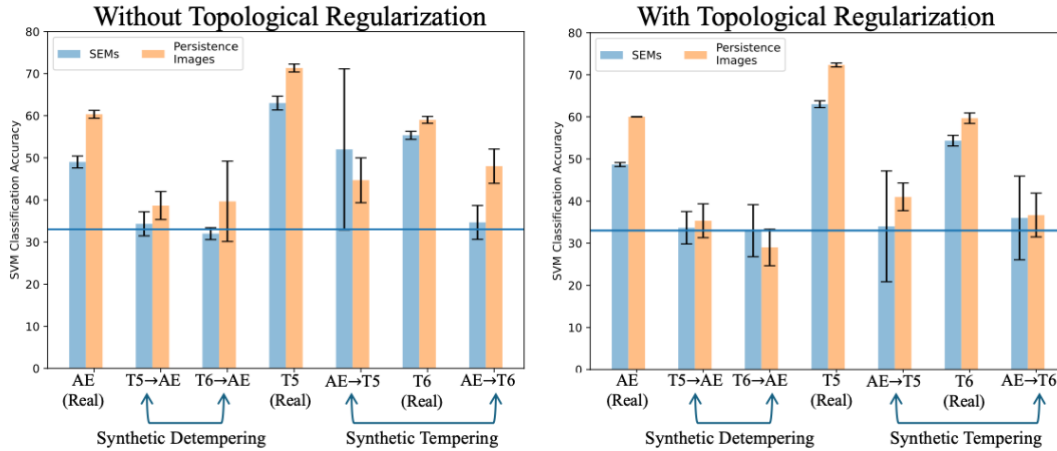 Without Topological Regularization
80
70
60
50
40
30
20
10
0
SVM Classification Accuracy
SEMs
Persistence
Images
AE
(Real)
T5→AE
T6→AE
T5
(Real)
AE→T5
T6
(Real)
AE→T6
Synthetic Detempering
Synthetic Tempering
With Topological Regularization
80
70
60
50
40
30
20
10
0
SVM Classification Accuracy
SEMs
Persistence
Images
AE
(Real)
T5→AE
T6→AE
T5
(Real)
AE→T5
T6
(Real)
AE→T6
Synthetic Detempering
Synthetic Tempering